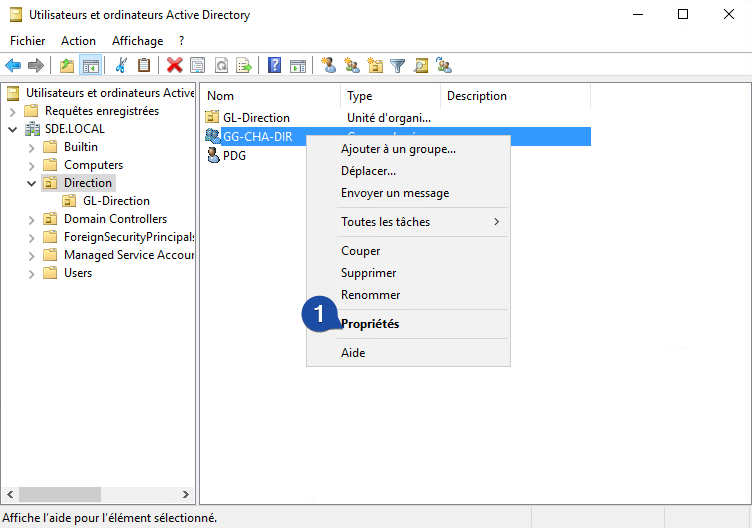 Utilisateurs et ordinateurs Active Directory
Fichier Action Affichage ?
Utilisateurs et ordinateurs Active
Requêtes enregistrées
SDE.LOCAL
Builtin
Computers
Direction
GL-Direction
Domain Controllers
ForeignSecurityPrincipals
Managed Service Accour
Users
Nom Type Description
GL-Direction Unité d'organi...
GG-CHA-DIR
PDG
Ajouter à un groupe...
Déplacer...
Envoyer un message
Toutes les tâches
Couper
Supprimer
Renommer
1
Propriétés
Aide
Affiche l'aide pour l'élément sélectionné.